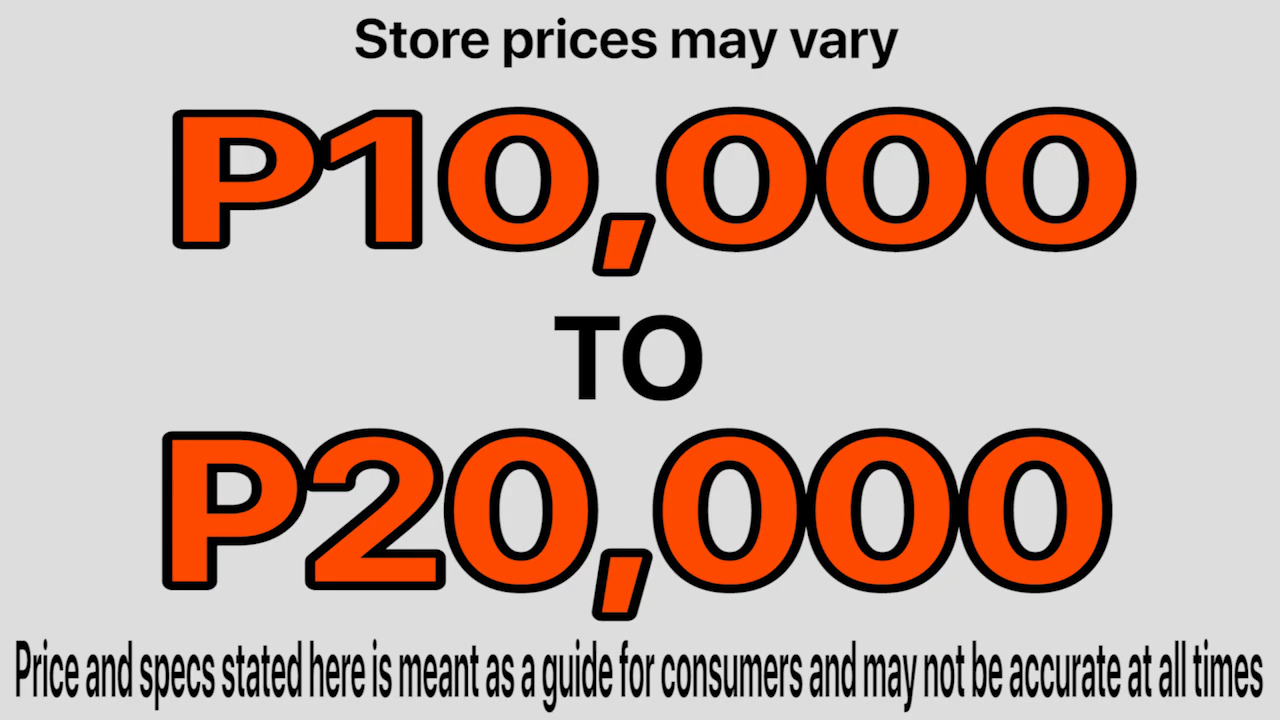 Store prices may vary
P10,000
TO
P20,000
Price and specs stated here is meant as a guide for consumers and may not be accurate at all times